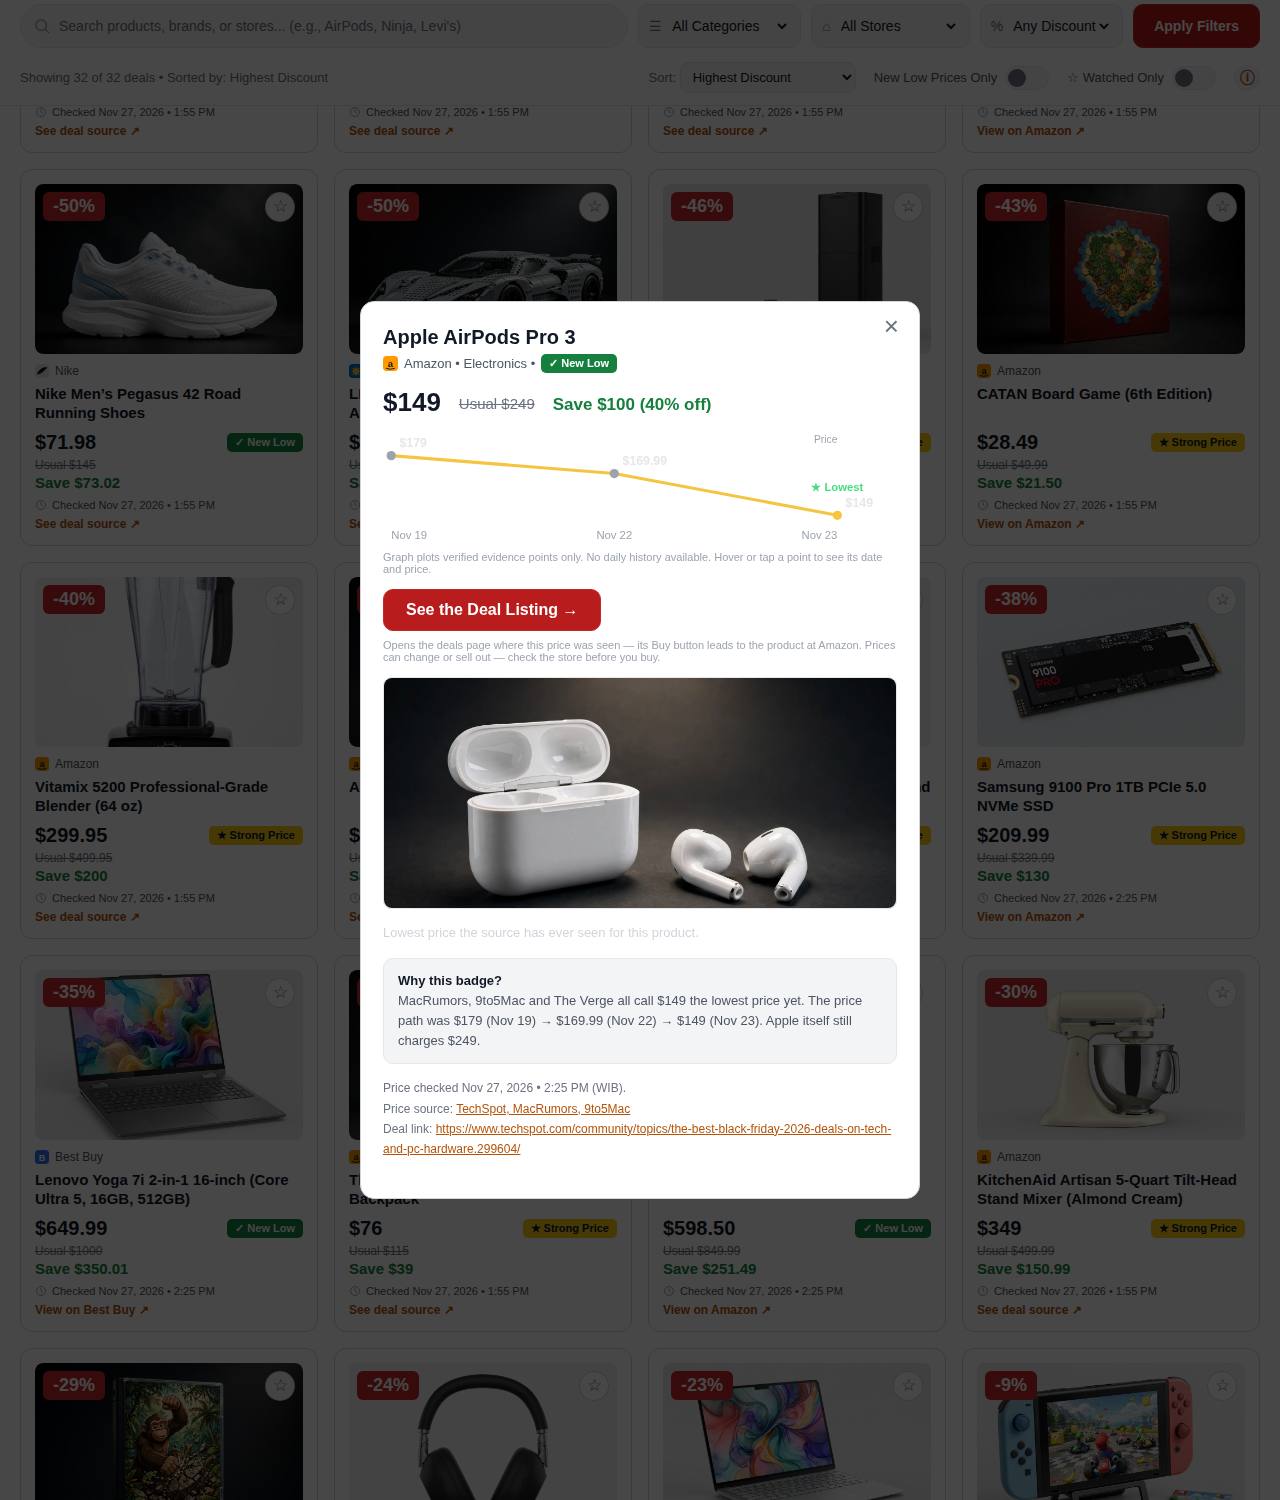 Search products, brands, or stores... (e.g., AirPods, Ninja, Levi's)
All Categories
All Stores
% Any Discount
Apply Filters
Showing 32 of 32 deals • Sorted by: Highest Discount
Sort: Highest Discount
New Low Prices Only
☆ Watched Only
Checked Nov 27, 2026 • 1:55 PM
See deal source ↗
Checked Nov 27, 2026 • 1:55 PM
See deal source ↗
Checked Nov 27, 2026 • 1:55 PM
See deal source ↗
Checked Nov 27, 2026 • 1:55 PM
View on Amazon ↗
-50%
Nike
Nike Men's Pegasus 42 Road
Running Shoes
$71.98
✓ New Low
Usual $145
Save $73.02
Checked Nov 27, 2026 • 1:55 PM
See deal source ↗
-50%
-46%
-43%
Amazon
CATAN Board Game (6th Edition)
$28.49
★ Strong Price
Usual $49.99
Save $21.50
Checked Nov 27, 2026 • 1:55 PM
View on Amazon ↗
Apple AirPods Pro 3
Amazon • Electronics •
✓ New Low
$149
Usual $249
Save $100 (40% off)
Price
$179
$169.99
★ Lowest
$149
Nov 19
Nov 22
Nov 23
Graph plots verified evidence points only. No daily history available. Hover or tap a point to see its date
and price.
See the Deal Listing →
Opens the deals page where this price was seen — its Buy button leads to the product at Amazon. Prices
can change or sell out — check the store before you buy.
Lowest price the source has ever seen for this product.
Why this badge?
MacRumors, 9to5Mac and The Verge all call $149 the lowest price yet. The price
path was $179 (Nov 19) → $169.99 (Nov 22) → $149 (Nov 23). Apple itself still
charges $249.
Price checked Nov 27, 2026 • 2:25 PM (WIB).
Price source: TechSpot, MacRumors, 9to5Mac
Deal link: https://www.techspot.com/community/topics/the-best-black-friday-2026-deals-on-tech-
and-pc-hardware.299604/
-40%
Amazon
Vitamix 5200 Professional-Grade
Blender (64 oz)
$299.95
★ Strong Price
Usual $499.95
Save $200
Checked Nov 27, 2026 • 1:55 PM
See deal source ↗
-38%
SAMSUNG
9100
PRO
1TB
Amazon
Samsung 9100 Pro 1TB PCIe 5.0
NVMe SSD
$209.99
★ Strong Price
Usual $339.99
Save $130
Checked Nov 27, 2026 • 2:25 PM
View on Amazon ↗
-35%
Best Buy
Lenovo Yoga 7i 2-in-1 16-inch (Core
Ultra 5, 16GB, 512GB)
$649.99
✓ New Low
Usual $1000
Save $350.01
Checked Nov 27, 2026 • 2:25 PM
View on Best Buy ↗
Backpack
$76
★ Strong Price
Usual $115
Save $39
Checked Nov 27, 2026 • 1:55 PM
See deal source ↗
$598.50
✓ New Low
Usual $849.99
Save $251.49
Checked Nov 27, 2026 • 2:25 PM
View on Amazon ↗
-30%
Amazon
KitchenAid Artisan 5-Quart Tilt-Head
Stand Mixer (Almond Cream)
$349
★ Strong Price
Usual $499.99
Save $150.99
Checked Nov 27, 2026 • 1:55 PM
See deal source ↗
-29%
-24%
-23%
-9%